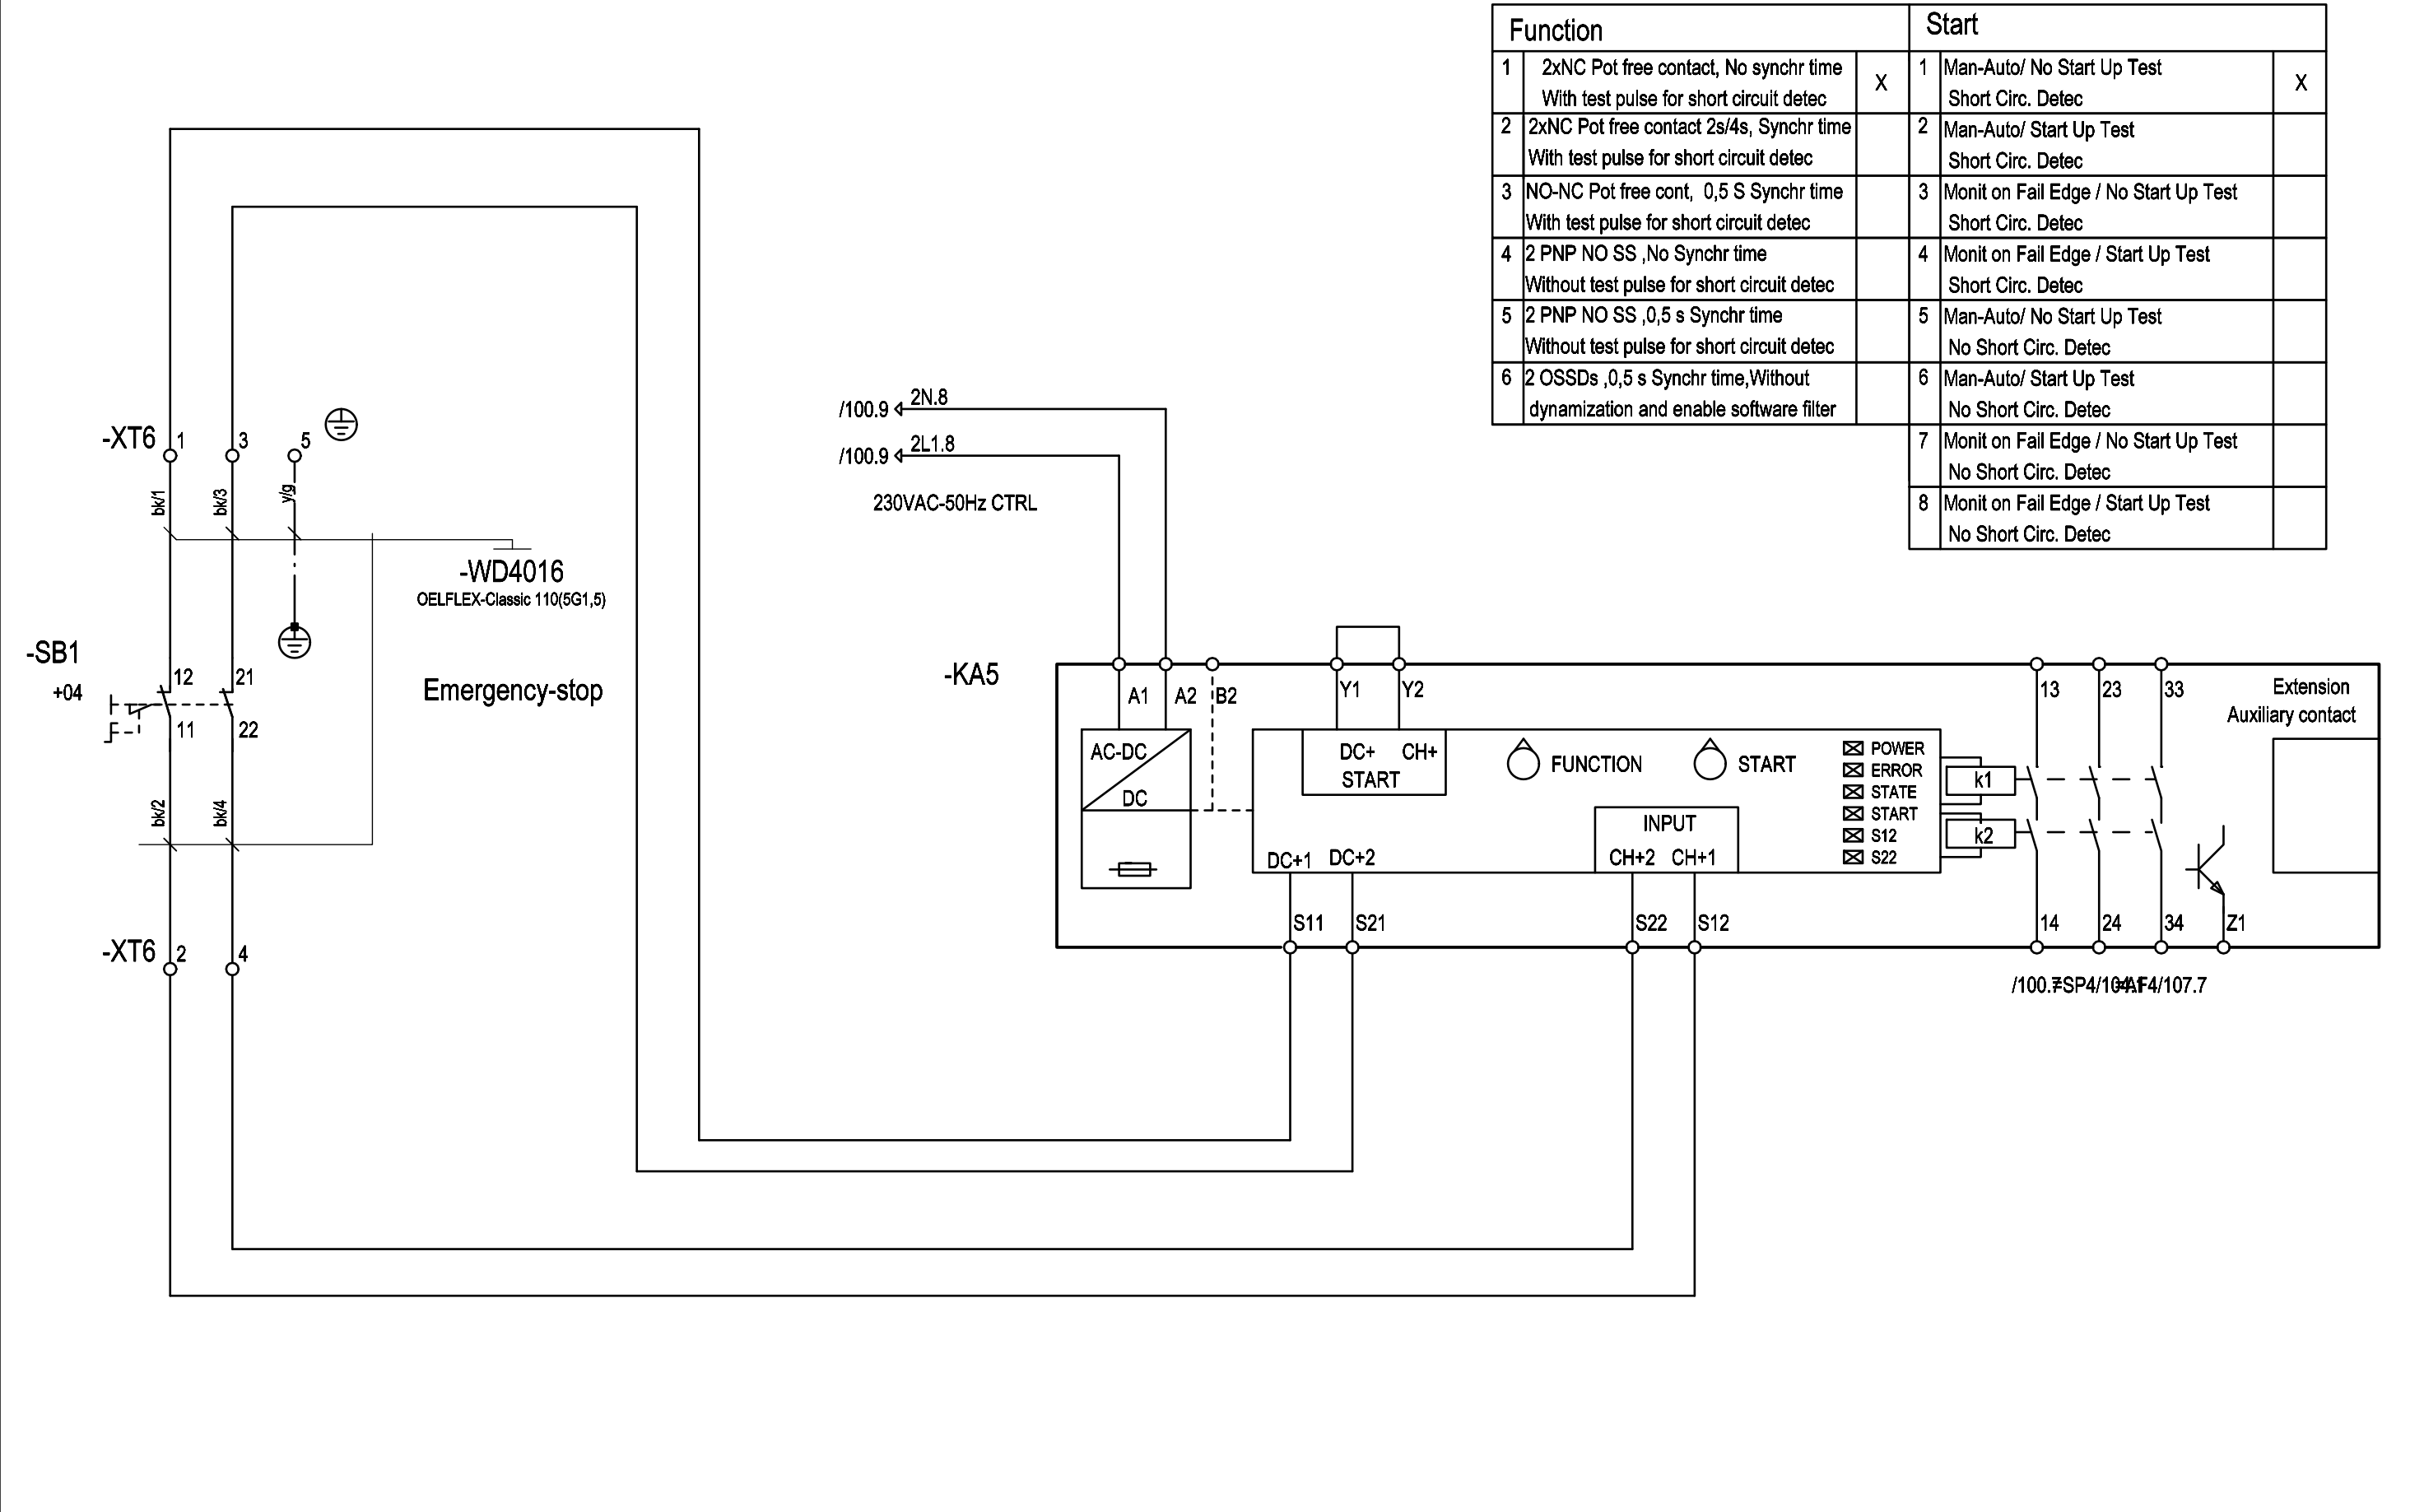 Function Start
1 2xNC Pot free contact, No synchr time X 1 Man-Auto/ No Start Up Test X
With test pulse for short circuit detec Short Circ. Detec
2 2xNC Pot free contact 2s/4s, Synchr time 2 Man-Auto/ Start Up Test
With test pulse for short circuit detec Short Circ. Detec
3 NO-NC Pot free cont, 0,5 S Synchr time 3 Monit on Fail Edge / No Start Up Test
With test pulse for short circuit detec Short Circ. Detec
4 2 PNP NO SS ,No Synchr time 4 Monit on Fail Edge / Start Up Test
Without test pulse for short circuit detec Short Circ. Detec
5 2 PNP NO SS ,0,5 s Synchr time 5 Man-Auto/ No Start Up Test
Without test pulse for short circuit detec No Short Circ. Detec
6 2 OSSDs ,0,5 s Synchr time,Without 6 Man-Auto/ Start Up Test
dynamization and enable software filter No Short Circ. Detec
7 Monit on Fail Edge / No Start Up Test
No Short Circ. Detec
8 Monit on Fail Edge / Start Up Test
No Short Circ. Detec
/100.9 2N.8
/100.9 2L1.8
230VAC-50Hz CTRL
-XT6 1 3 5
bk/1 bk/3 y/g
-WD4016
OELFLEX-Classic 110(5G1,5)
-SB1
+04
12 21
11 22
Emergency-stop
bk/2 bk/4
-XT6 2 4
-KA5
A1 A2 B2 Y1 Y2 13 23 33
Extension
Auxiliary contact
AC-DC
DC
DC+ CH+
START
FUNCTION START
POWER
ERROR
STATE
START
S12
S22
k1
k2
INPUT
CH+2 CH+1
DC+1 DC+2
S11 S21 S22 S12 14 24 34 Z1
/100.7 =SP4/104.1 =AF4/107.7